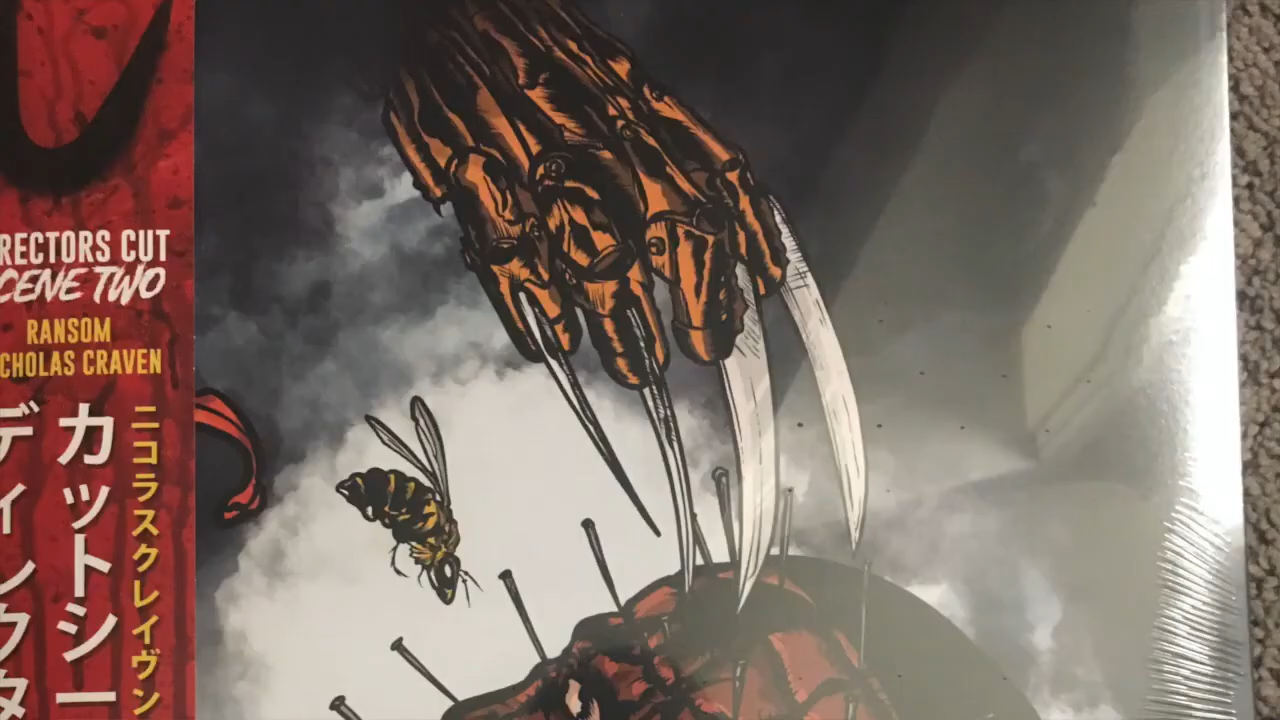 RECTORS CUT
CENE TWO
RANSOM
CHOLAS CRAVEN
ニコラスクレイヴン
カットシー
ディレクタ